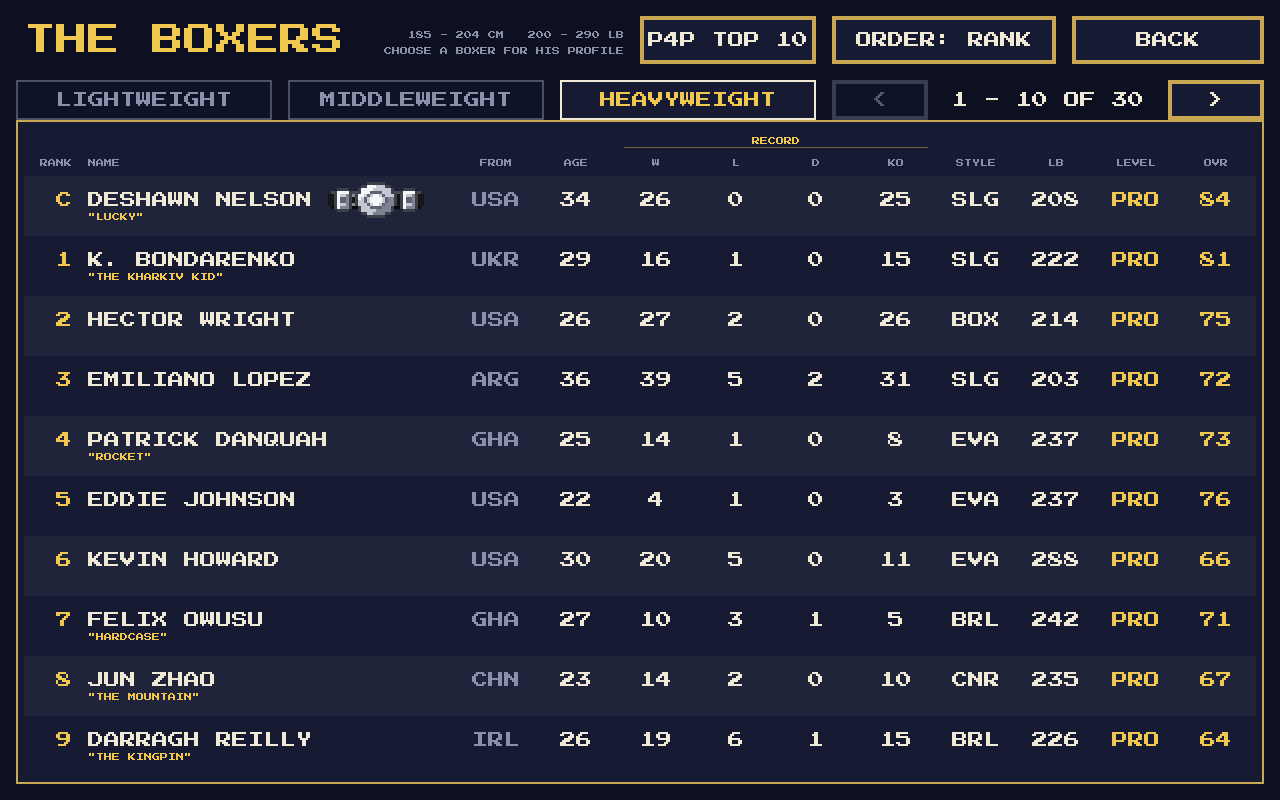 THE BOXERS
185 - 204 CM 200 - 290 LB
CHOOSE A BOXER FOR HIS PROFILE
P4P TOP 10
ORDER: RANK
BACK
LIGHTWEIGHT
MIDDLEWEIGHT
HEAVYWEIGHT
<
1 - 10 OF 30
>
RECORD
RANK NAME FROM AGE W L D KO STYLE LB LEVEL OVR
C DESHAWN NELSON USA 34 26 0 0 25 SLG 208 PRO 84
"LUCKY"
1 K. BONDARENKO UKR 29 16 1 0 15 SLG 222 PRO 81
"THE KHARKIV KID"
2 HECTOR WRIGHT USA 26 27 2 0 26 BOX 214 PRO 75
3 EMILIANO LOPEZ ARG 36 39 5 2 31 SLG 203 PRO 72
4 PATRICK DANQUAH GHA 25 14 1 0 8 EVA 237 PRO 73
"ROCKET"
5 EDDIE JOHNSON USA 22 4 1 0 3 EVA 237 PRO 76
6 KEVIN HOWARD USA 30 20 5 0 11 EVA 288 PRO 66
7 FELIX OWUSU GHA 27 10 3 1 5 BRL 242 PRO 71
"HARDCASE"
8 JUN ZHAO CHN 23 14 2 0 10 CNR 235 PRO 67
"THE MOUNTAIN"
9 DARRAGH REILLY IRL 26 19 6 1 15 BRL 226 PRO 64
"THE KINGPIN"